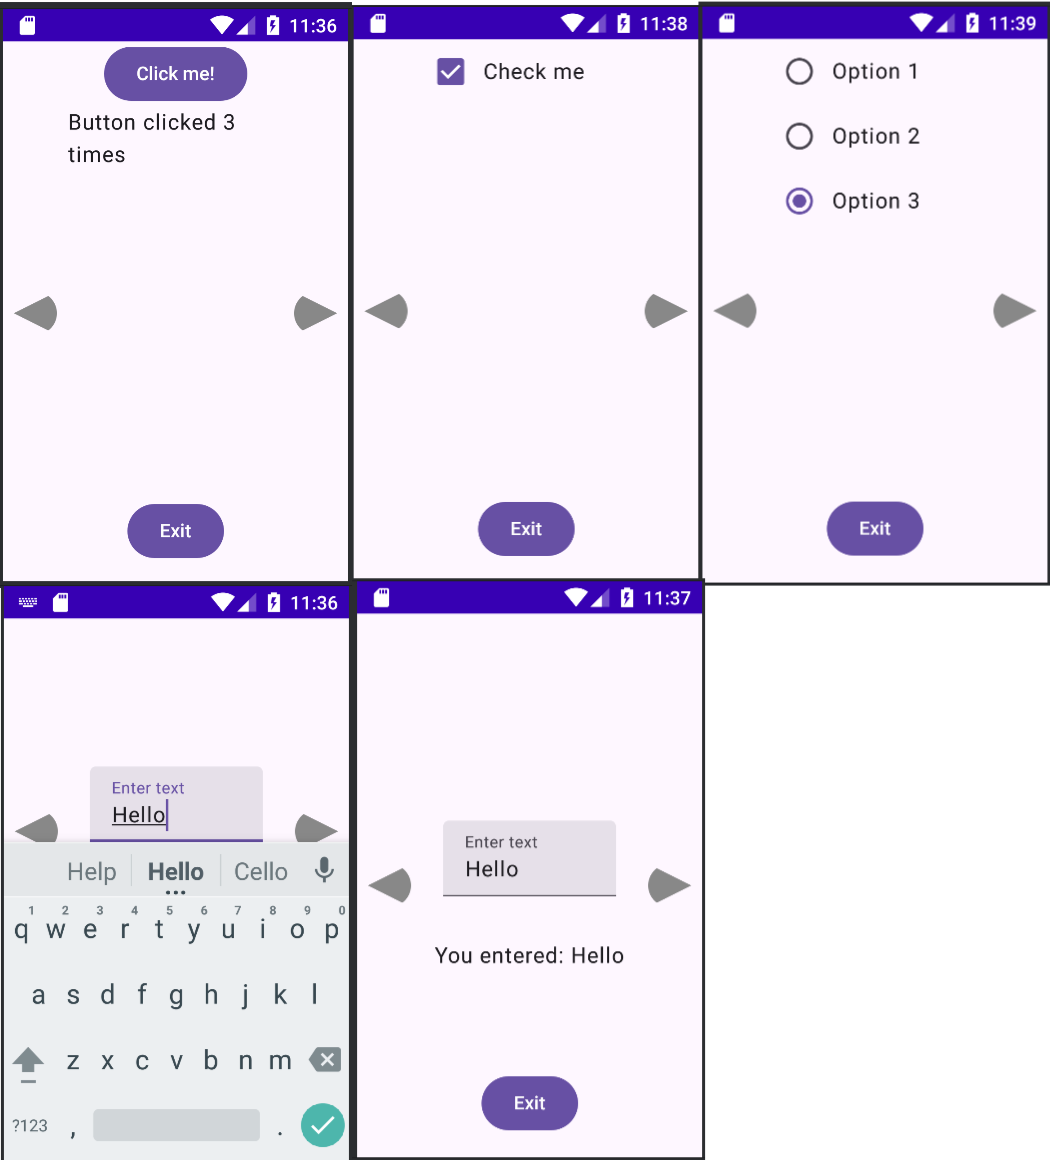 11:36
Click me!
Button clicked 3
times
Exit
11:38
Check me
Exit
11:39
Option 1
Option 2
Option 3
Exit
11:36
Enter text
Hello
Help Hello Cello
1 2 3 4 5 6 7 8 9 0
q w e r t y u i o p
a s d f g h j k l
z x c v b n m
?123 , .
11:37
Enter text
Hello
You entered: Hello
Exit